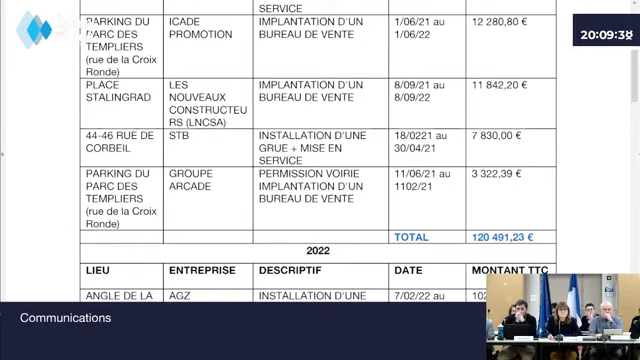 SERVICE
PARKING DU PARC DES TEMPLIERS (rue de la Croix Ronde)
ICADE PROMOTION
IMPLANTATION D'UN BUREAU DE VENTE
1/06/21 au 1/06/22
12 280,80 €
PLACE STALINGRAD
LES NOUVEAUX CONSTRUCTEURS (LNCSA)
IMPLANTATION D'UN BUREAU DE VENTE
8/09/21 au 8/09/22
11 842,20 €
44-46 RUE DE CORBEIL
STB
INSTALLATION D'UNE GRUE + MISE EN SERVICE
18/0221 au 30/04/21
7 830,00 €
PARKING DU PARC DES TEMPLIERS (rue de la Croix Ronde)
GROUPE ARCADE
PERMISSION VOIRIE IMPLANTATION D'UN BUREAU DE VENTE
11/06/21 au 1102/21
3 322,39 €
TOTAL 120 491,23 €
2022
LIEU ENTREPRISE DESCRIPTIF DATE MONTANT TTC
ANGLE DE LA AGZ INSTALLATION D'UNE 7/02/22 au
Communications
20:09:38